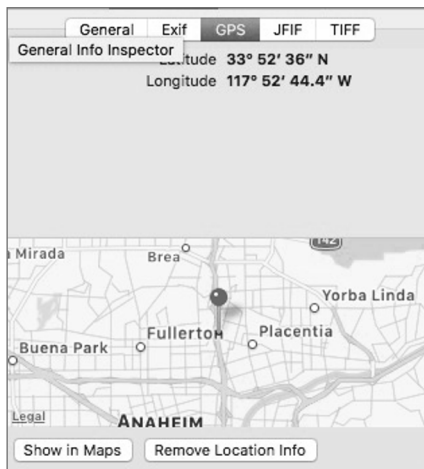 General Exif GPS JFIF TIFF
General Info Inspector
Latitude 33° 52' 36" N
Longitude 117° 52' 44.4" W
142
Mirada
Brea
Yorba Linda
Fullerton
Placentia
Buena Park
Legal
ANAHEIM
Show in Maps Remove Location Info